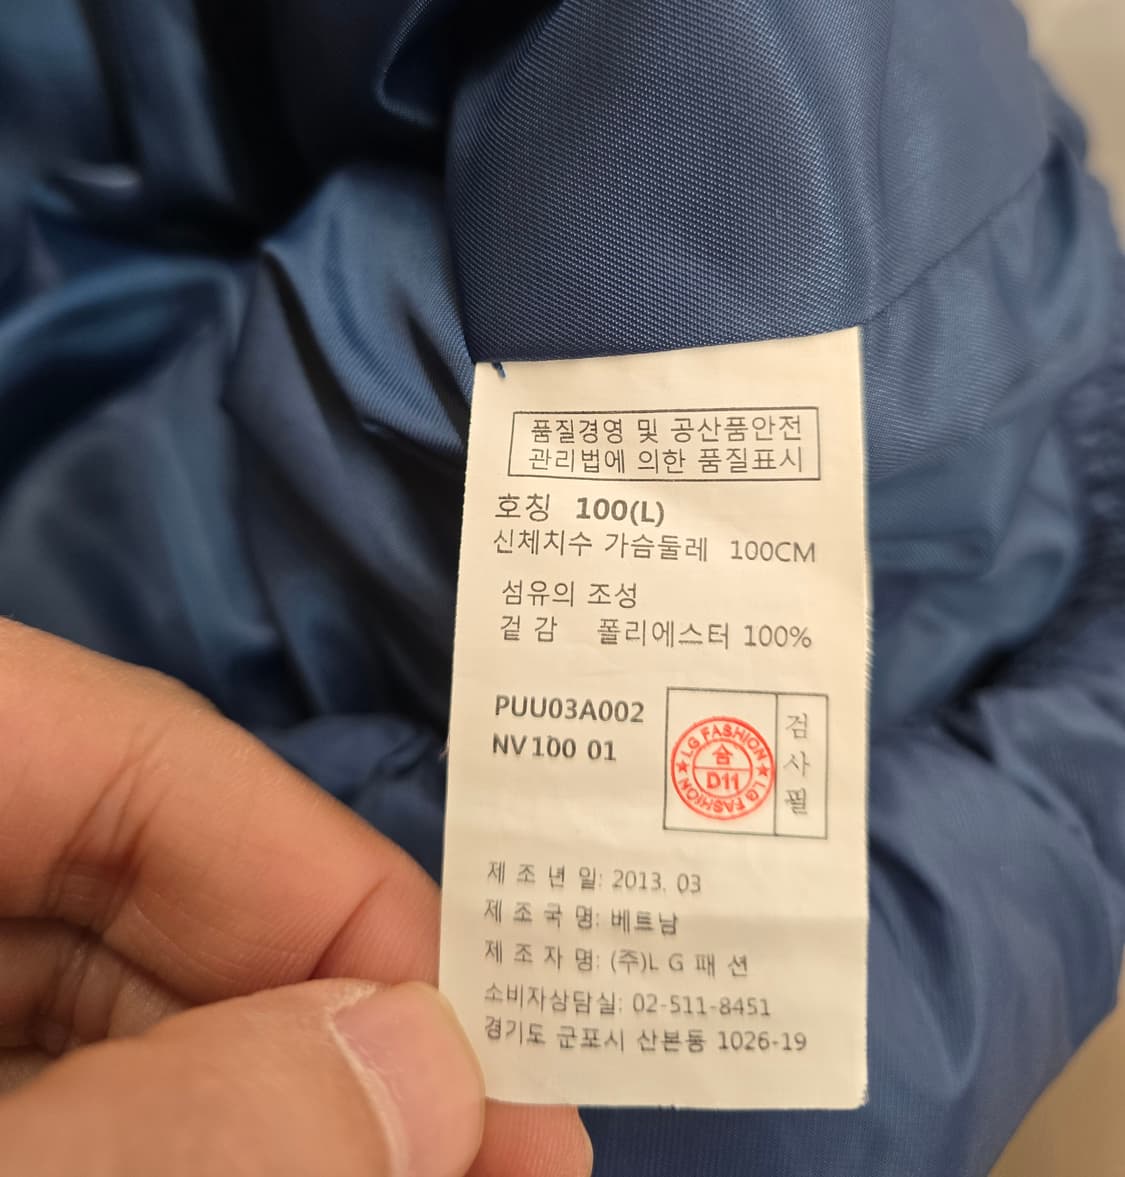 품질경영 및 공산품안전
관리법에 의한 품질표시
호칭 100(L)
신체치수 가슴둘레 100CM
섬유의 조성
겉 감 폴리에스터 100%
PUU03A002
NV 100 01
LG FASHION
합
D11
LG FASHION
검사필
제 조 년 일: 2013. 03
제 조 국 명: 베트남
제 조 자 명: (주)L G 패 션
소비자상담실: 02-511-8451
경기도 군포시 산본동 1026-19